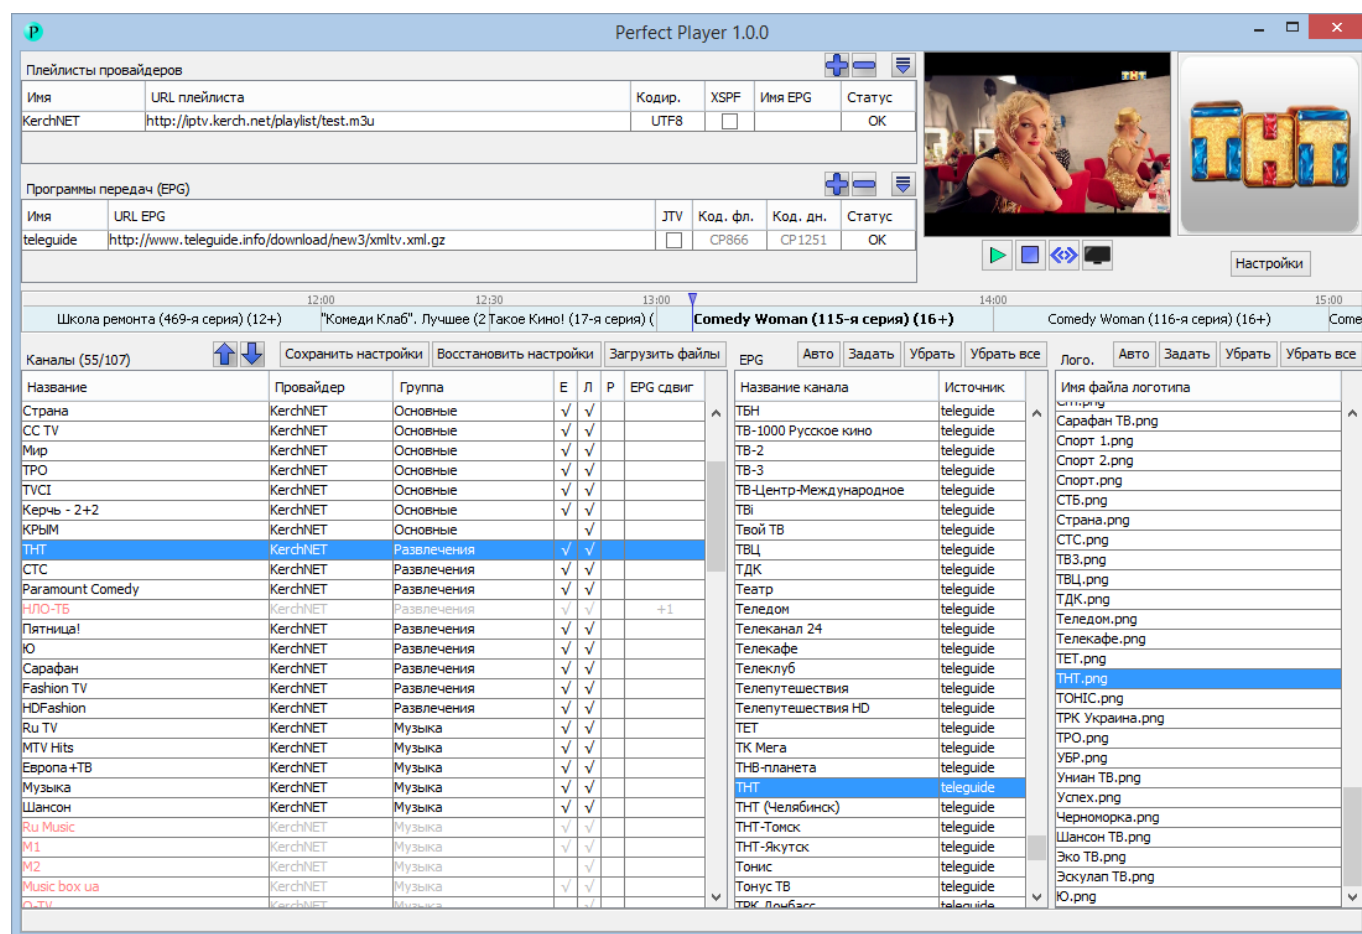 P Perfect Player 1.0.0
Плейлисты провайдеров
Имя URL плейлиста Кодир. XSPF Имя EPG Статус
KerchNET http://iptv.kerch.net/playlist/test.m3u UTF8 OK
Программы передач (EPG)
Имя URL EPG JTV Код. фл. Код. дн. Статус
teleguide http://www.teleguide.info/download/new3/xmltv.xml.gz CP866 CP1251 OK
ТНТ
ТНТ
Настройки
12:00 12:30 13:00 14:00 15:00
Школа ремонта (469-я серия) (12+) "Комеди Клаб". Лучшее (2 Такое Кино! (17-я серия) ( Comedy Woman (115-я серия) (16+) Comedy Woman (116-я серия) (16+) Come
Каналы (55/107) Сохранить настройки Восстановить настройки Загрузить файлы EPG Авто Задать Убрать Убрать все Лого. Авто Задать Убрать Убрать все
Название Провайдер Группа Е Л Р EPG сдвиг
Страна KerchNET Основные √ √
CC TV KerchNET Основные √ √
Мир KerchNET Основные √ √
ТРО KerchNET Основные √ √
TVCI KerchNET Основные √ √
Керчь - 2+2 KerchNET Основные √ √
КРЫМ KerchNET Основные √
ТНТ KerchNET Развлечения √ √
СТС KerchNET Развлечения √ √
Paramount Comedy KerchNET Развлечения √ √
НЛО-ТБ KerchNET Развлечения √ √ +1
Пятница! KerchNET Развлечения √ √
Ю KerchNET Развлечения √ √
Сарафан KerchNET Развлечения √ √
Fashion TV KerchNET Развлечения √ √
HDFashion KerchNET Развлечения √ √
Ru TV KerchNET Музыка √ √
MTV Hits KerchNET Музыка √ √
Европа+ТВ KerchNET Музыка √ √
Музыка KerchNET Музыка √ √
Шансон KerchNET Музыка √ √
Ru Music KerchNET Музыка √ √
M1 KerchNET Музыка √ √
M2 KerchNET Музыка √
Music box ua KerchNET Музыка √ √
O-TV KerchNET Музыка √
Название канала Источник
ТБН teleguide
ТВ-1000 Русское кино teleguide
ТВ-2 teleguide
ТВ-3 teleguide
ТВ-Центр-Международное teleguide
ТВі teleguide
Твой ТВ teleguide
ТВЦ teleguide
ТДК teleguide
Театр teleguide
Теледом teleguide
Телеканал 24 teleguide
Телекафе teleguide
Телеклуб teleguide
Телепутешествия teleguide
Телепутешествия HD teleguide
ТЕТ teleguide
ТК Мега teleguide
ТНВ-планета teleguide
ТНТ teleguide
ТНТ (Челябинск) teleguide
ТНТ-Томск teleguide
ТНТ-Якутск teleguide
Тонис teleguide
Тонус ТВ teleguide
ТРК Донбасс teleguide
Имя файла логотипа
Сарафан ТВ.png
Спорт 1.png
Спорт 2.png
Спорт.png
СТБ.png
Страна.png
СТС.png
ТВ3.png
ТВЦ.png
ТДК.png
Теледом.png
Телекафе.png
ТЕТ.png
ТНТ.png
ТОНІС.png
ТРК Украина.png
ТРО.png
УБР.png
Униан ТВ.png
Успех.png
Черноморка.png
Шансон ТВ.png
Эко ТВ.png
Эскулап ТВ.png
Ю.png